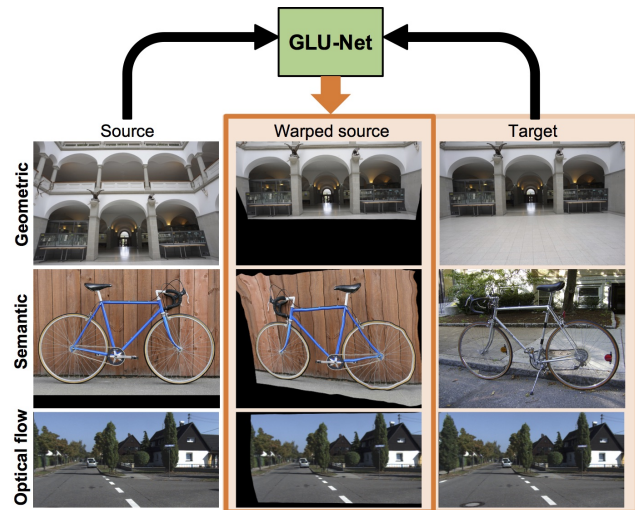 GLU-Net
Source
Warped source
Target
Geometric
Semantic
Optical flow